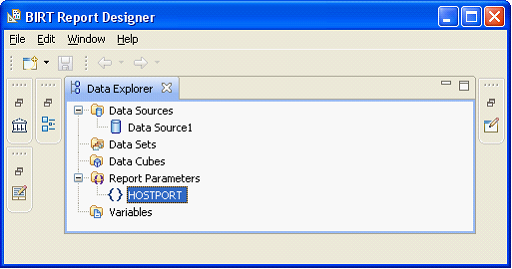 BIRT Report Designer
File Edit Window Help
Data Explorer
Data Sources
Data Source1
Data Sets
Data Cubes
Report Parameters
HOSTPORT
Variables